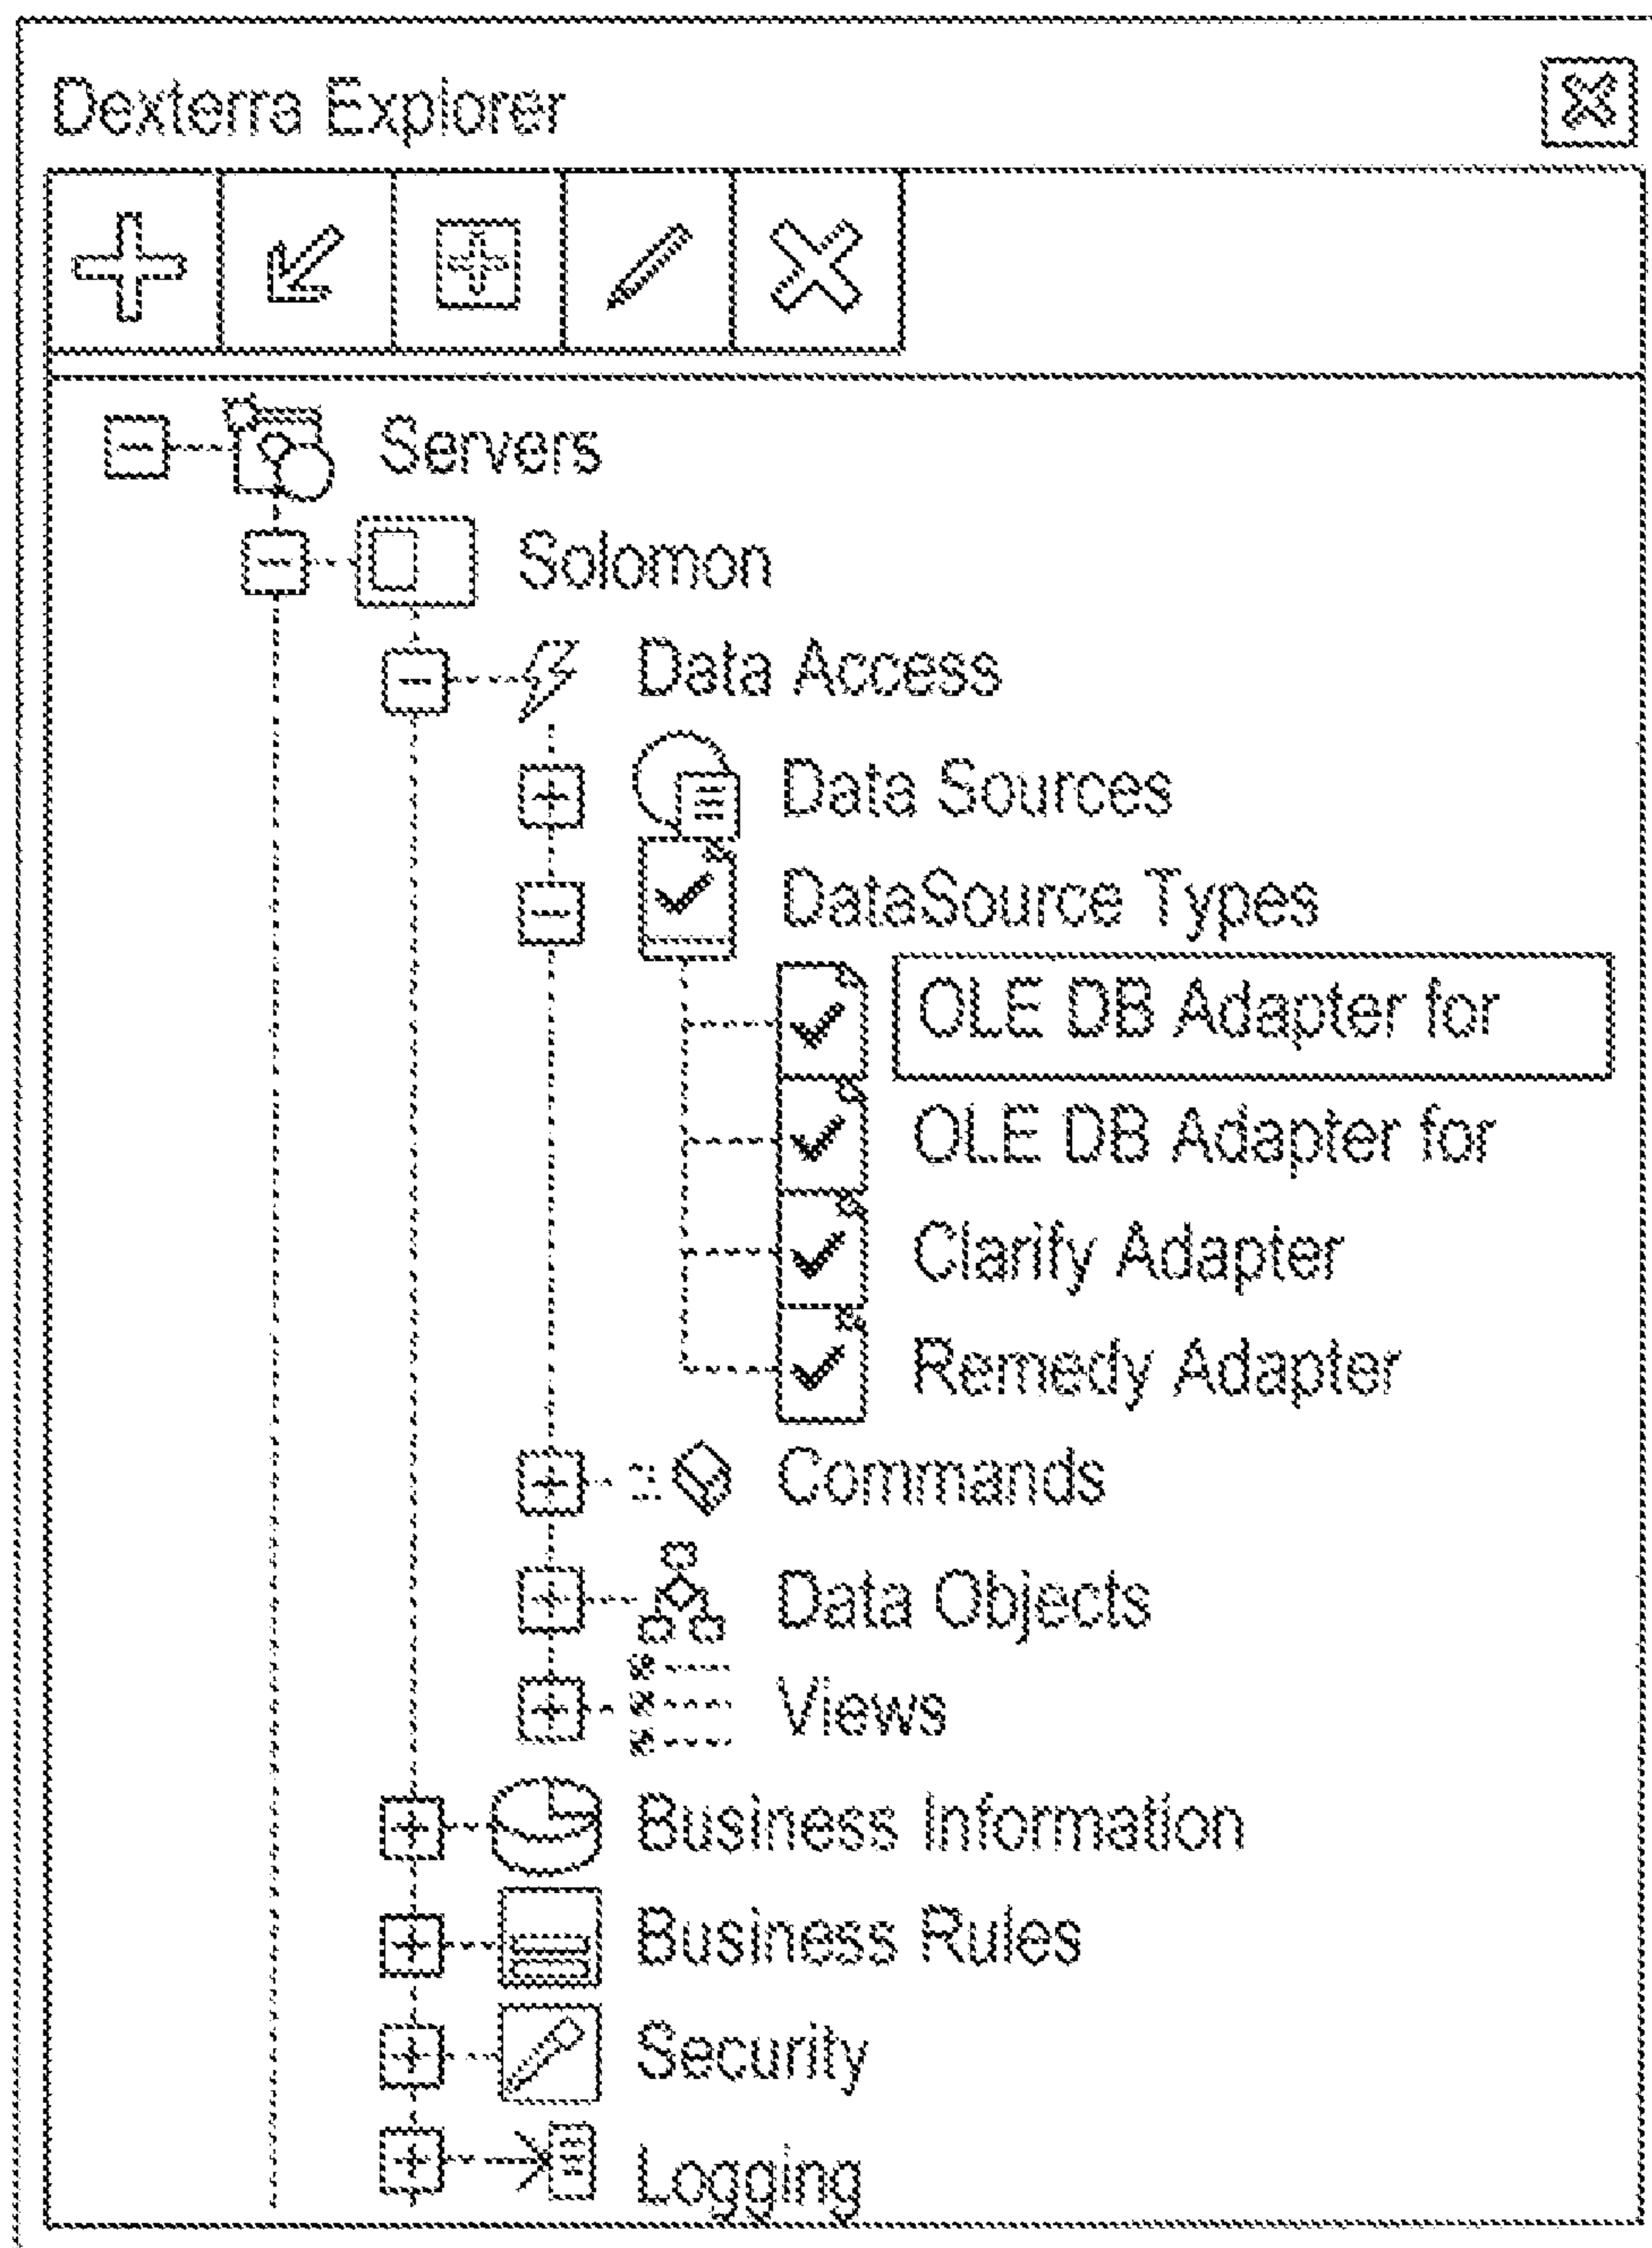 Dexterra Explorer
Servers
Solomon
Data Access
Data Sources
DataSource Types
OLE DB Adapter for
OLE DB Adapter for
Clarify Adapter
Remedy Adapter
Commands
Data Objects
Views
Business Information
Business Rules
Security
Logging